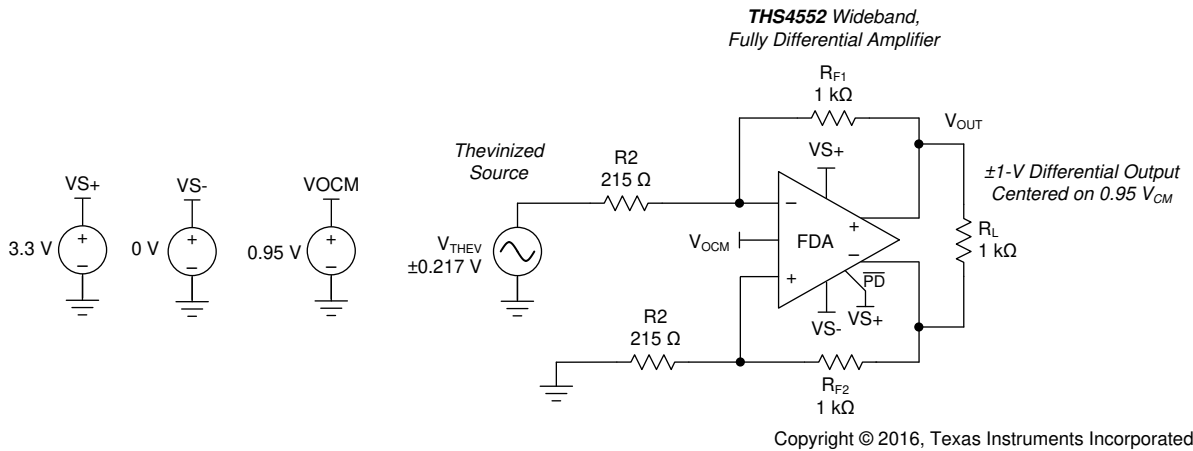 THS4552 Wideband,
Fully Differential Amplifier
RF1
1 kΩ
VOUT
Thevinized
Source
R2
215 Ω
VS+
±1-V Differential Output
Centered on 0.95 VCM
VS+
VS-
VOCM
3.3 V
+
−
0 V
+
−
0.95 V
+
−
VTHEV
±0.217 V
VOCM
−
FDA
+
+
−
RL
1 kΩ
PD
VS-
VS+
R2
215 Ω
RF2
1 kΩ
Copyright © 2016, Texas Instruments Incorporated